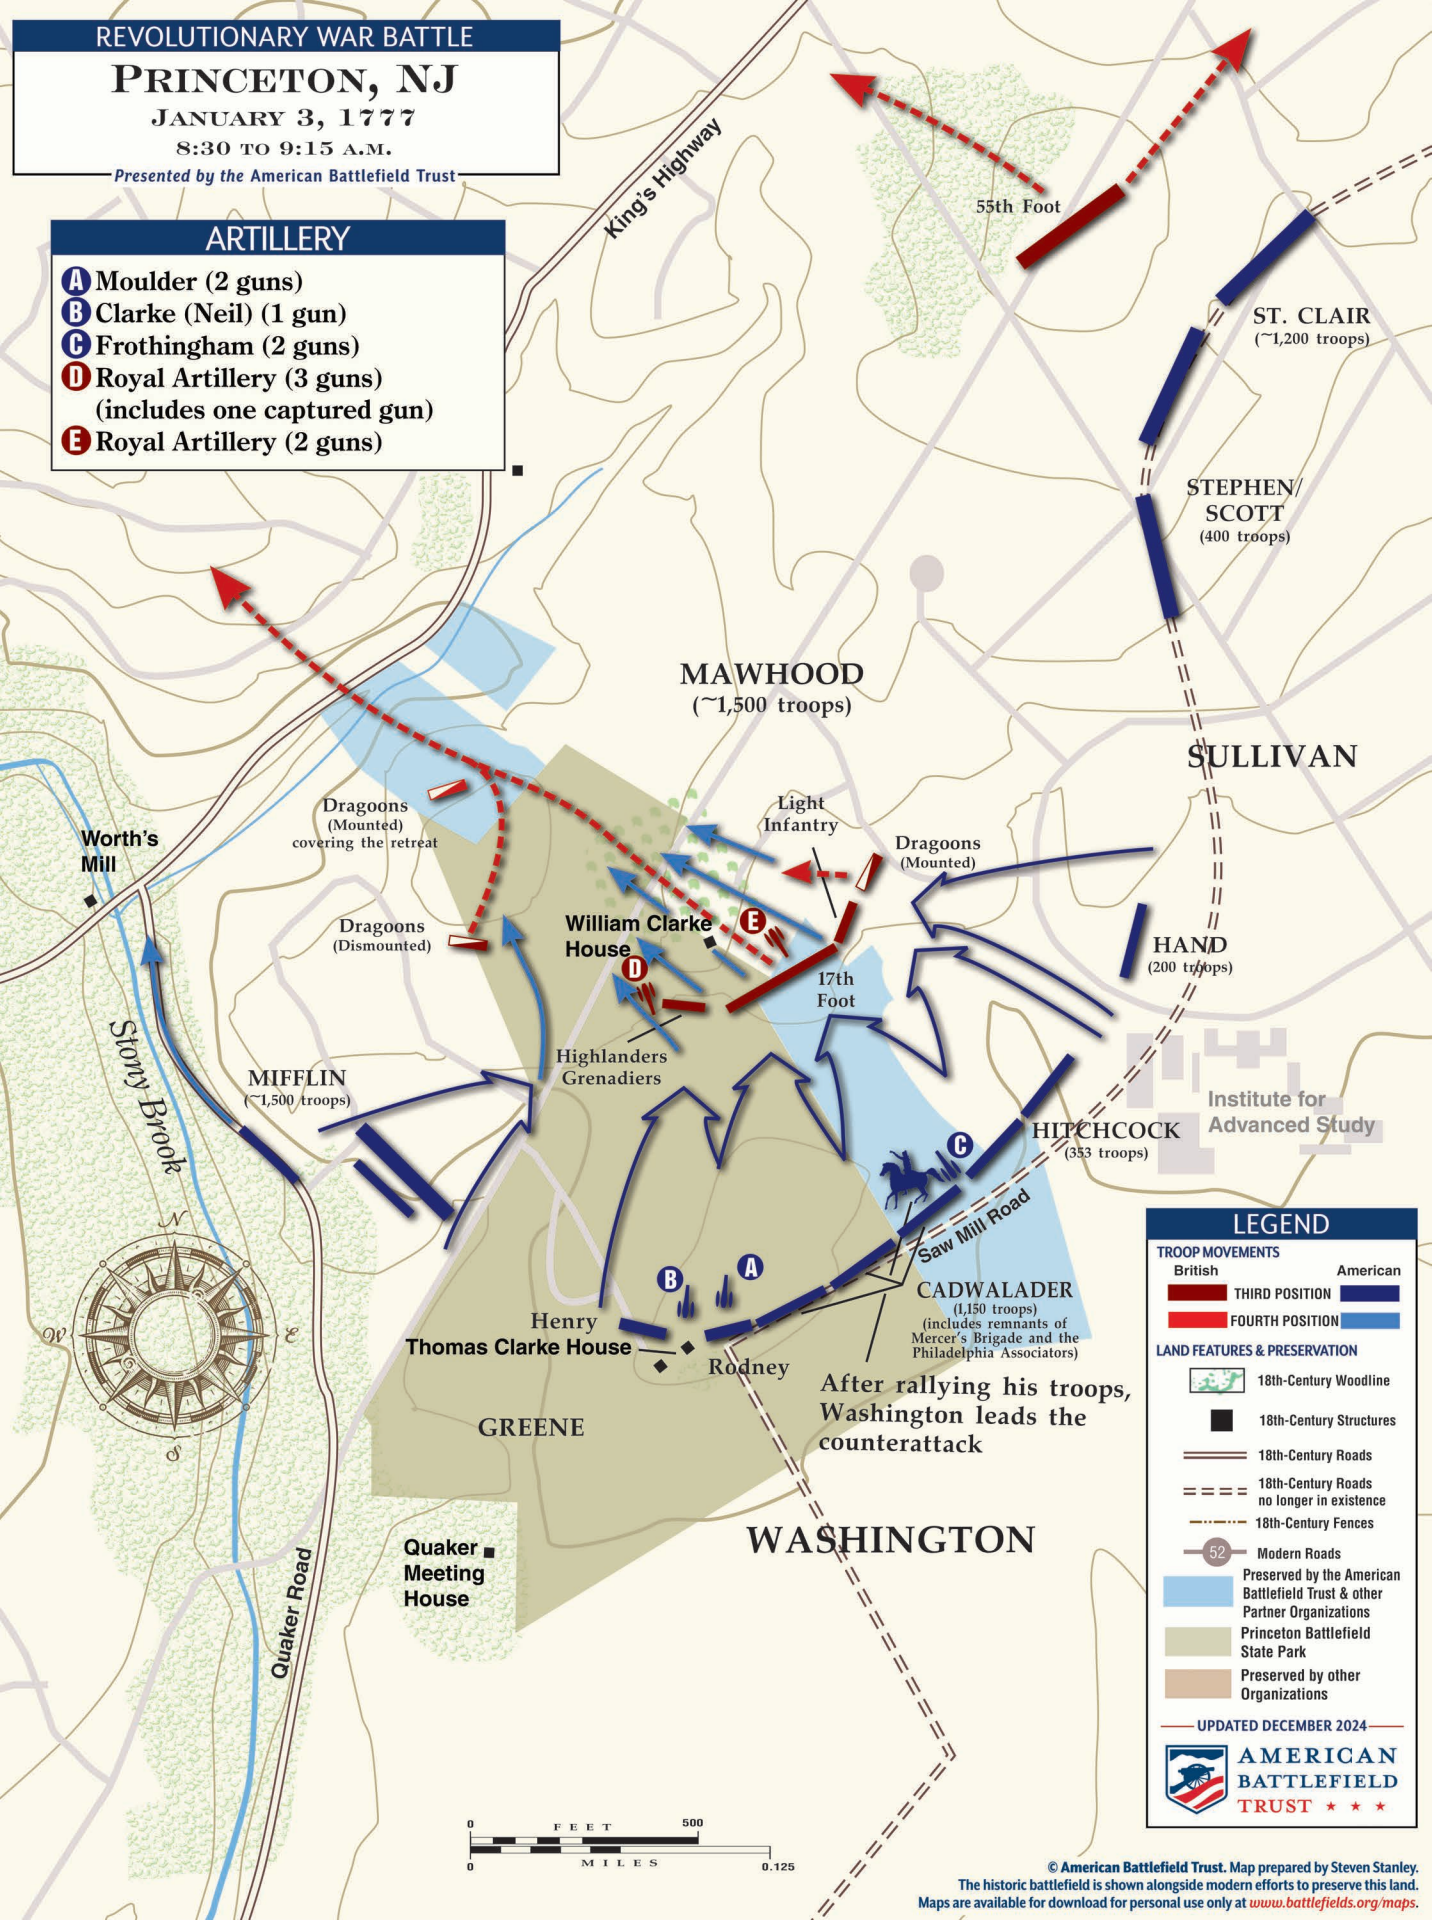 REVOLUTIONARY WAR BATTLE
PRINCETON, NJ
JANUARY 3, 1777
8:30 TO 9:15 A.M.
Presented by the American Battlefield Trust
ARTILLERY
A Moulder (2 guns)
B Clarke (Neil) (1 gun)
C Frothingham (2 guns)
D Royal Artillery (3 guns)
(includes one captured gun)
E Royal Artillery (2 guns)
King's Highway
55th Foot
ST. CLAIR
(~1,200 troops)
STEPHEN/
SCOTT
(400 troops)
MAWHOOD
(~1,500 troops)
SULLIVAN
Dragoons
(Mounted)
covering the retreat
Light
Infantry
Dragoons
(Mounted)
Worth's
Mill
Dragoons
(Dismounted)
William Clarke
House
E
D
17th
Foot
HAND
(200 troops)
Highlanders
Grenadiers
MIFFLIN
(~1,500 troops)
Stony Brook
Institute for
Advanced Study
HITCHCOCK
(353 troops)
C
Saw Mill Road
N
W
E
S
B
A
Henry
Thomas Clarke House
Rodney
CADWALADER
(1,150 troops)
(includes remnants of
Mercer's Brigade and the
Philadelphia Associators)
After rallying his troops,
Washington leads the
counterattack
GREENE
WASHINGTON
Quaker
Meeting
House
Quaker Road
LEGEND
TROOP MOVEMENTS
British American
THIRD POSITION
FOURTH POSITION
LAND FEATURES & PRESERVATION
18th-Century Woodline
18th-Century Structures
18th-Century Roads
18th-Century Roads
no longer in existence
18th-Century Fences
52 Modern Roads
Preserved by the American
Battlefield Trust & other
Partner Organizations
Princeton Battlefield
State Park
Preserved by other
Organizations
UPDATED DECEMBER 2024
AMERICAN
BATTLEFIELD
TRUST ★ ★ ★
0 FEET 500
0 MILES 0.125
© American Battlefield Trust. Map prepared by Steven Stanley.
The historic battlefield is shown alongside modern efforts to preserve this land.
Maps are available for download for personal use only at www.battlefields.org/maps.